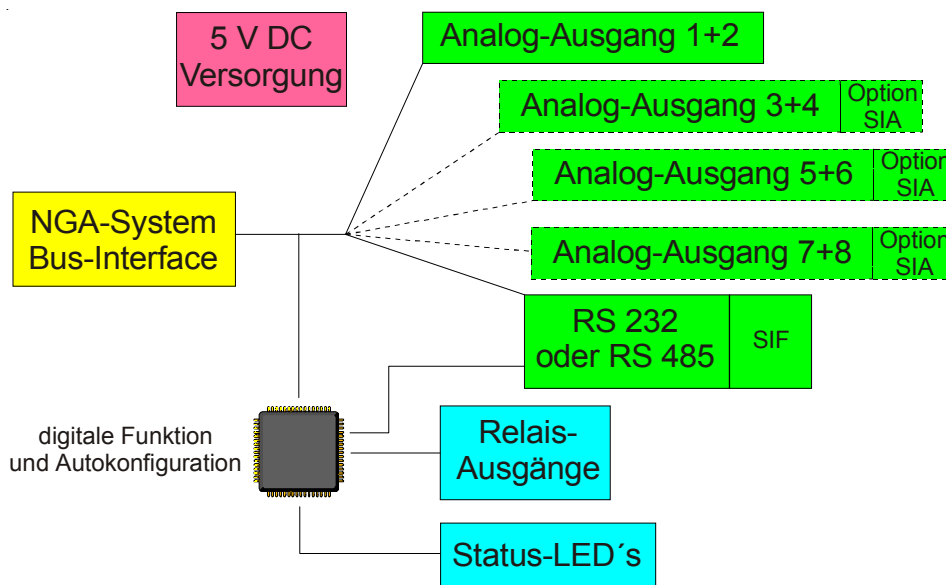 5 V DC
Versorgung
Analog-Ausgang 1+2
Analog-Ausgang 3+4
Option
SIA
Analog-Ausgang 5+6
Option
SIA
NGA-System
Bus-Interface
Analog-Ausgang 7+8
Option
SIA
RS 232
oder RS 485
SIF
digitale Funktion
und Autokonfiguration
Relais-
Ausgänge
Status-LED´s